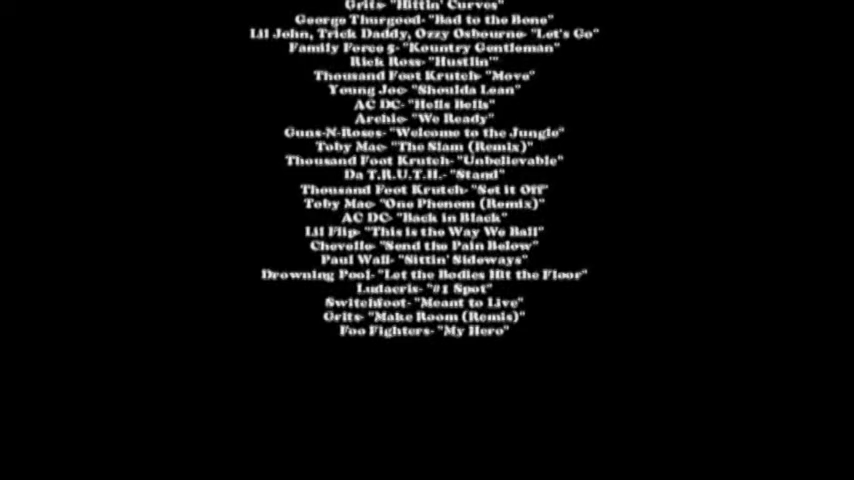 Grits- "Hittin' Curves"
George Thurgood- "Bad to the Bone"
Lil John, Trick Daddy, Ozzy Osbourne- "Let's Go"
Family Force 5- "Kountry Gentleman"
Rick Ross- "Hustlin'"
Thousand Foot Krutch- "Move"
Young Joc- "Shoulda Lean"
AC DC- "Hells Bells"
Archie- "We Ready"
Guns-N-Roses- "Welcome to the Jungle"
Toby Mac- "The Slam (Remix)"
Thousand Foot Krutch- "Unbelievable"
Da T.R.U.T.H.- "Stand"
Thousand Foot Krutch- "Set it Off"
Toby Mac- "One Phenom (Remix)"
AC DC- "Back in Black"
Lil Flip- "This is the Way We Ball"
Chevelle- "Send the Pain Below"
Paul Wall- "Sittin' Sideways"
Drowning Pool- "Let the Bodies Hit the Floor"
Ludacris- "#1 Spot"
Switchfoot- "Meant to Live"
Grits- "Make Room (Remix)"
Foo Fighters- "My Hero"